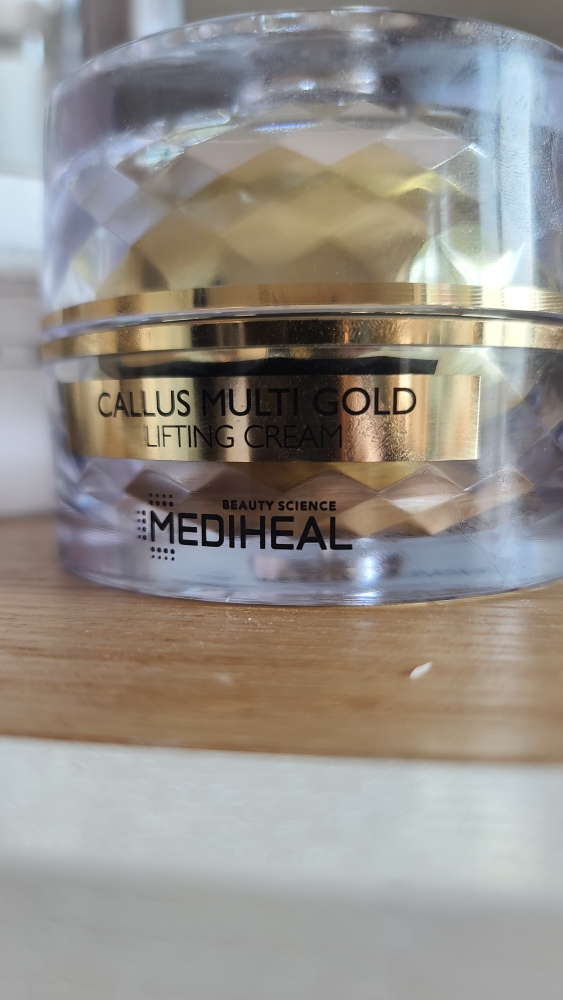 CALLUS MULTI GOLD
LIFTING CREAM
BEAUTY SCIENCE
MEDIHEAL